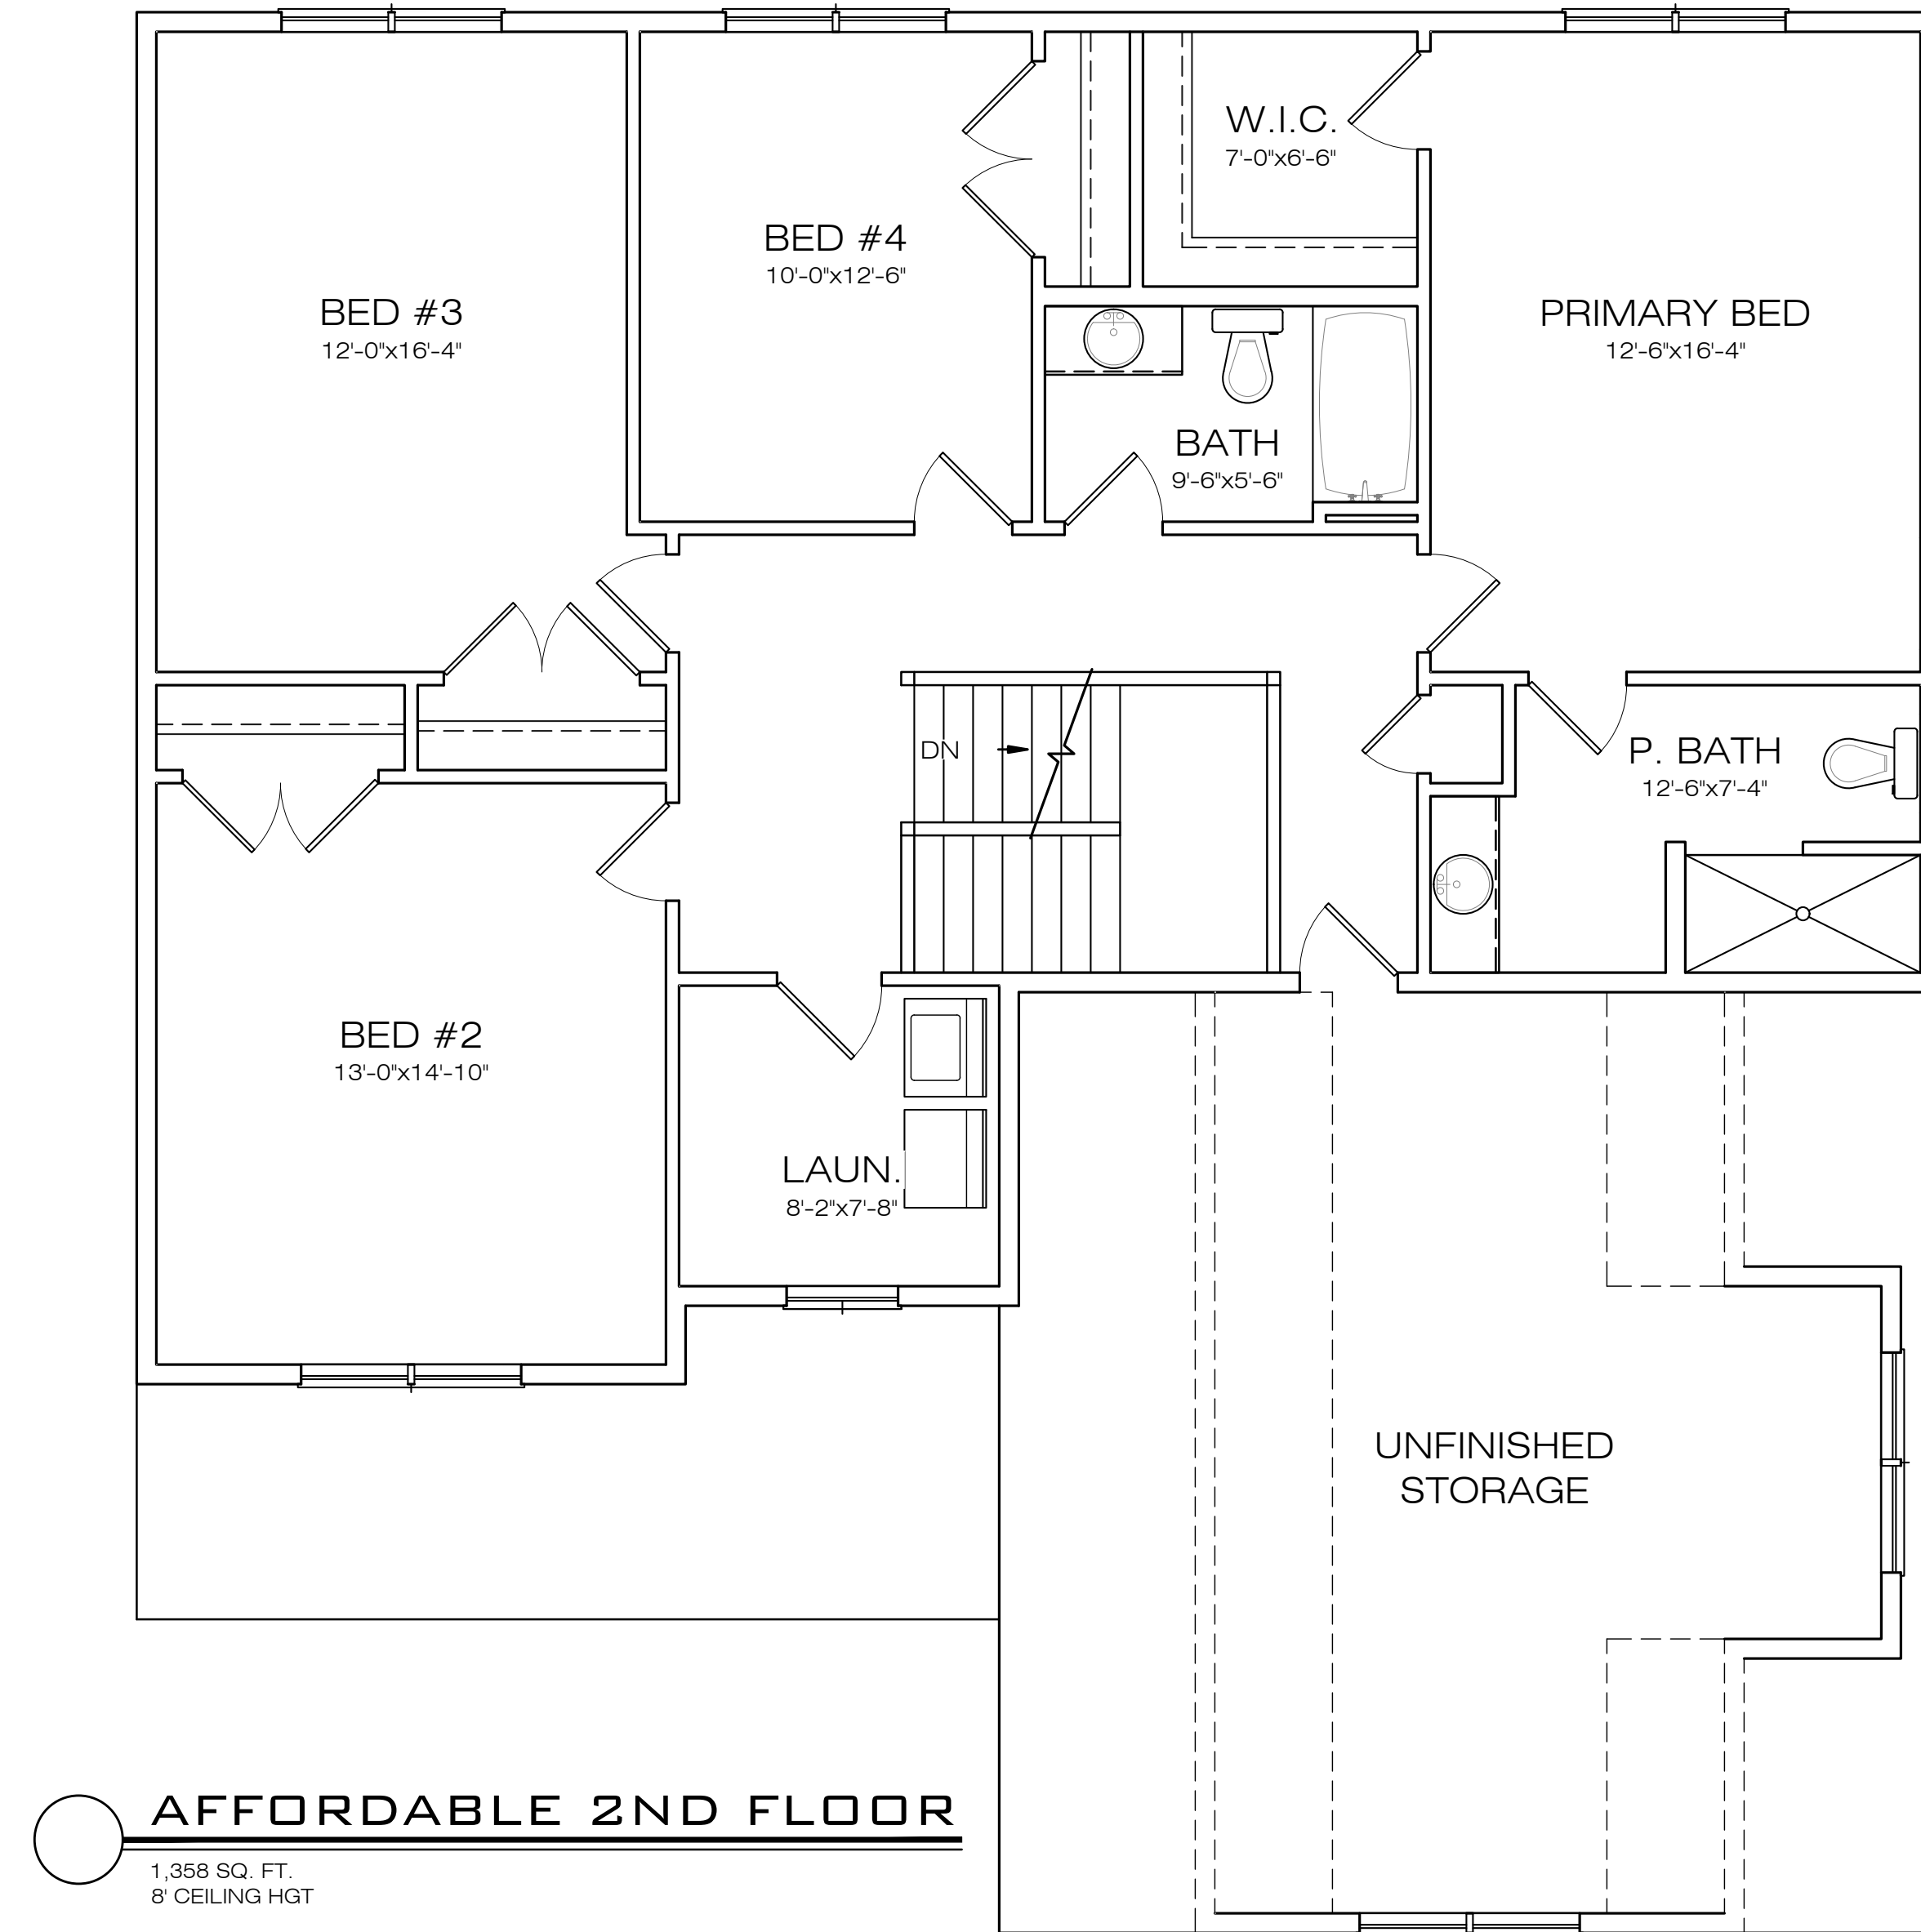 W.I.C.
7'-0"x6'-6"
BED #4
10'-0"x12'-6"
BED #3
12'-0"x16'-4"
PRIMARY BED
12'-6"x16'-4"
BATH
9'-6"x5'-6"
DN
P. BATH
12'-6"x7'-4"
BED #2
13'-0"x14'-10"
LAUN.
8'-2"x7'-8"
UNFINISHED
STORAGE
AFFORDABLE 2ND FLOOR
1,358 SQ. FT.
8' CEILING HGT